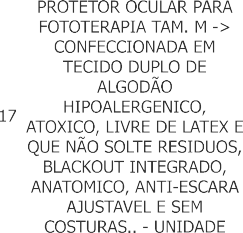 PROTETOR OCULAR PARA
FOTOTERAPIA TAM. M ->
CONFECCIONADA EM
TECIDO DUPLO DE
ALGODÃO
HIPOALERGENICO,
17
ATOXICO, LIVRE DE LATEX E
QUE NÃO SOLTE RESIDUOS,
BLACKOUT INTEGRADO,
ANATOMICO, ANTI-ESCARA
AJUSTAVEL E SEM
COSTURAS.. - UNIDADE